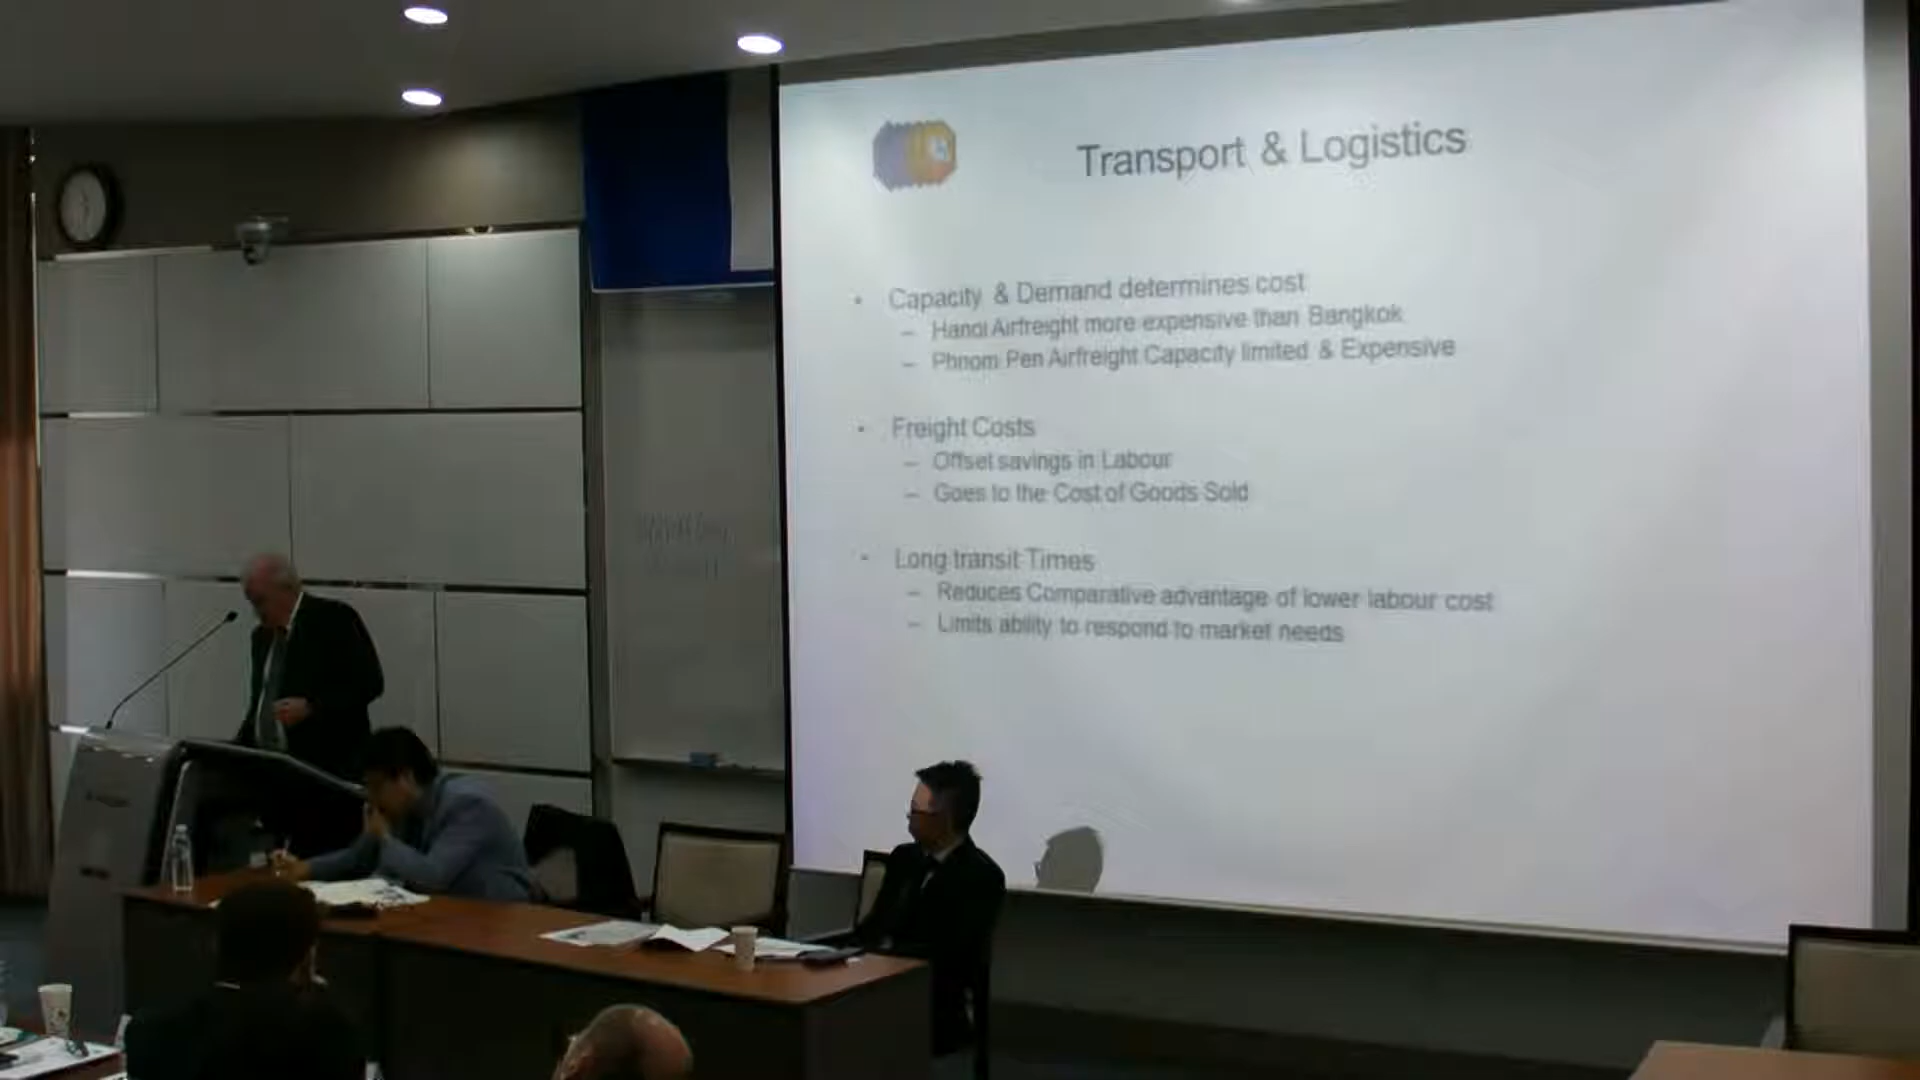 Transport & Logistics
• Capacity & Demand determines cost
– Hanoi Airfreight more expensive than Bangkok
– Phnom Pen Airfreight Capacity limited & Expensive
• Freight Costs
– Offset savings in Labour
– Goes to the Cost of Goods Sold
• Long transit Times
– Reduces Comparative advantage of lower labour cost
– Limits ability to respond to market needs